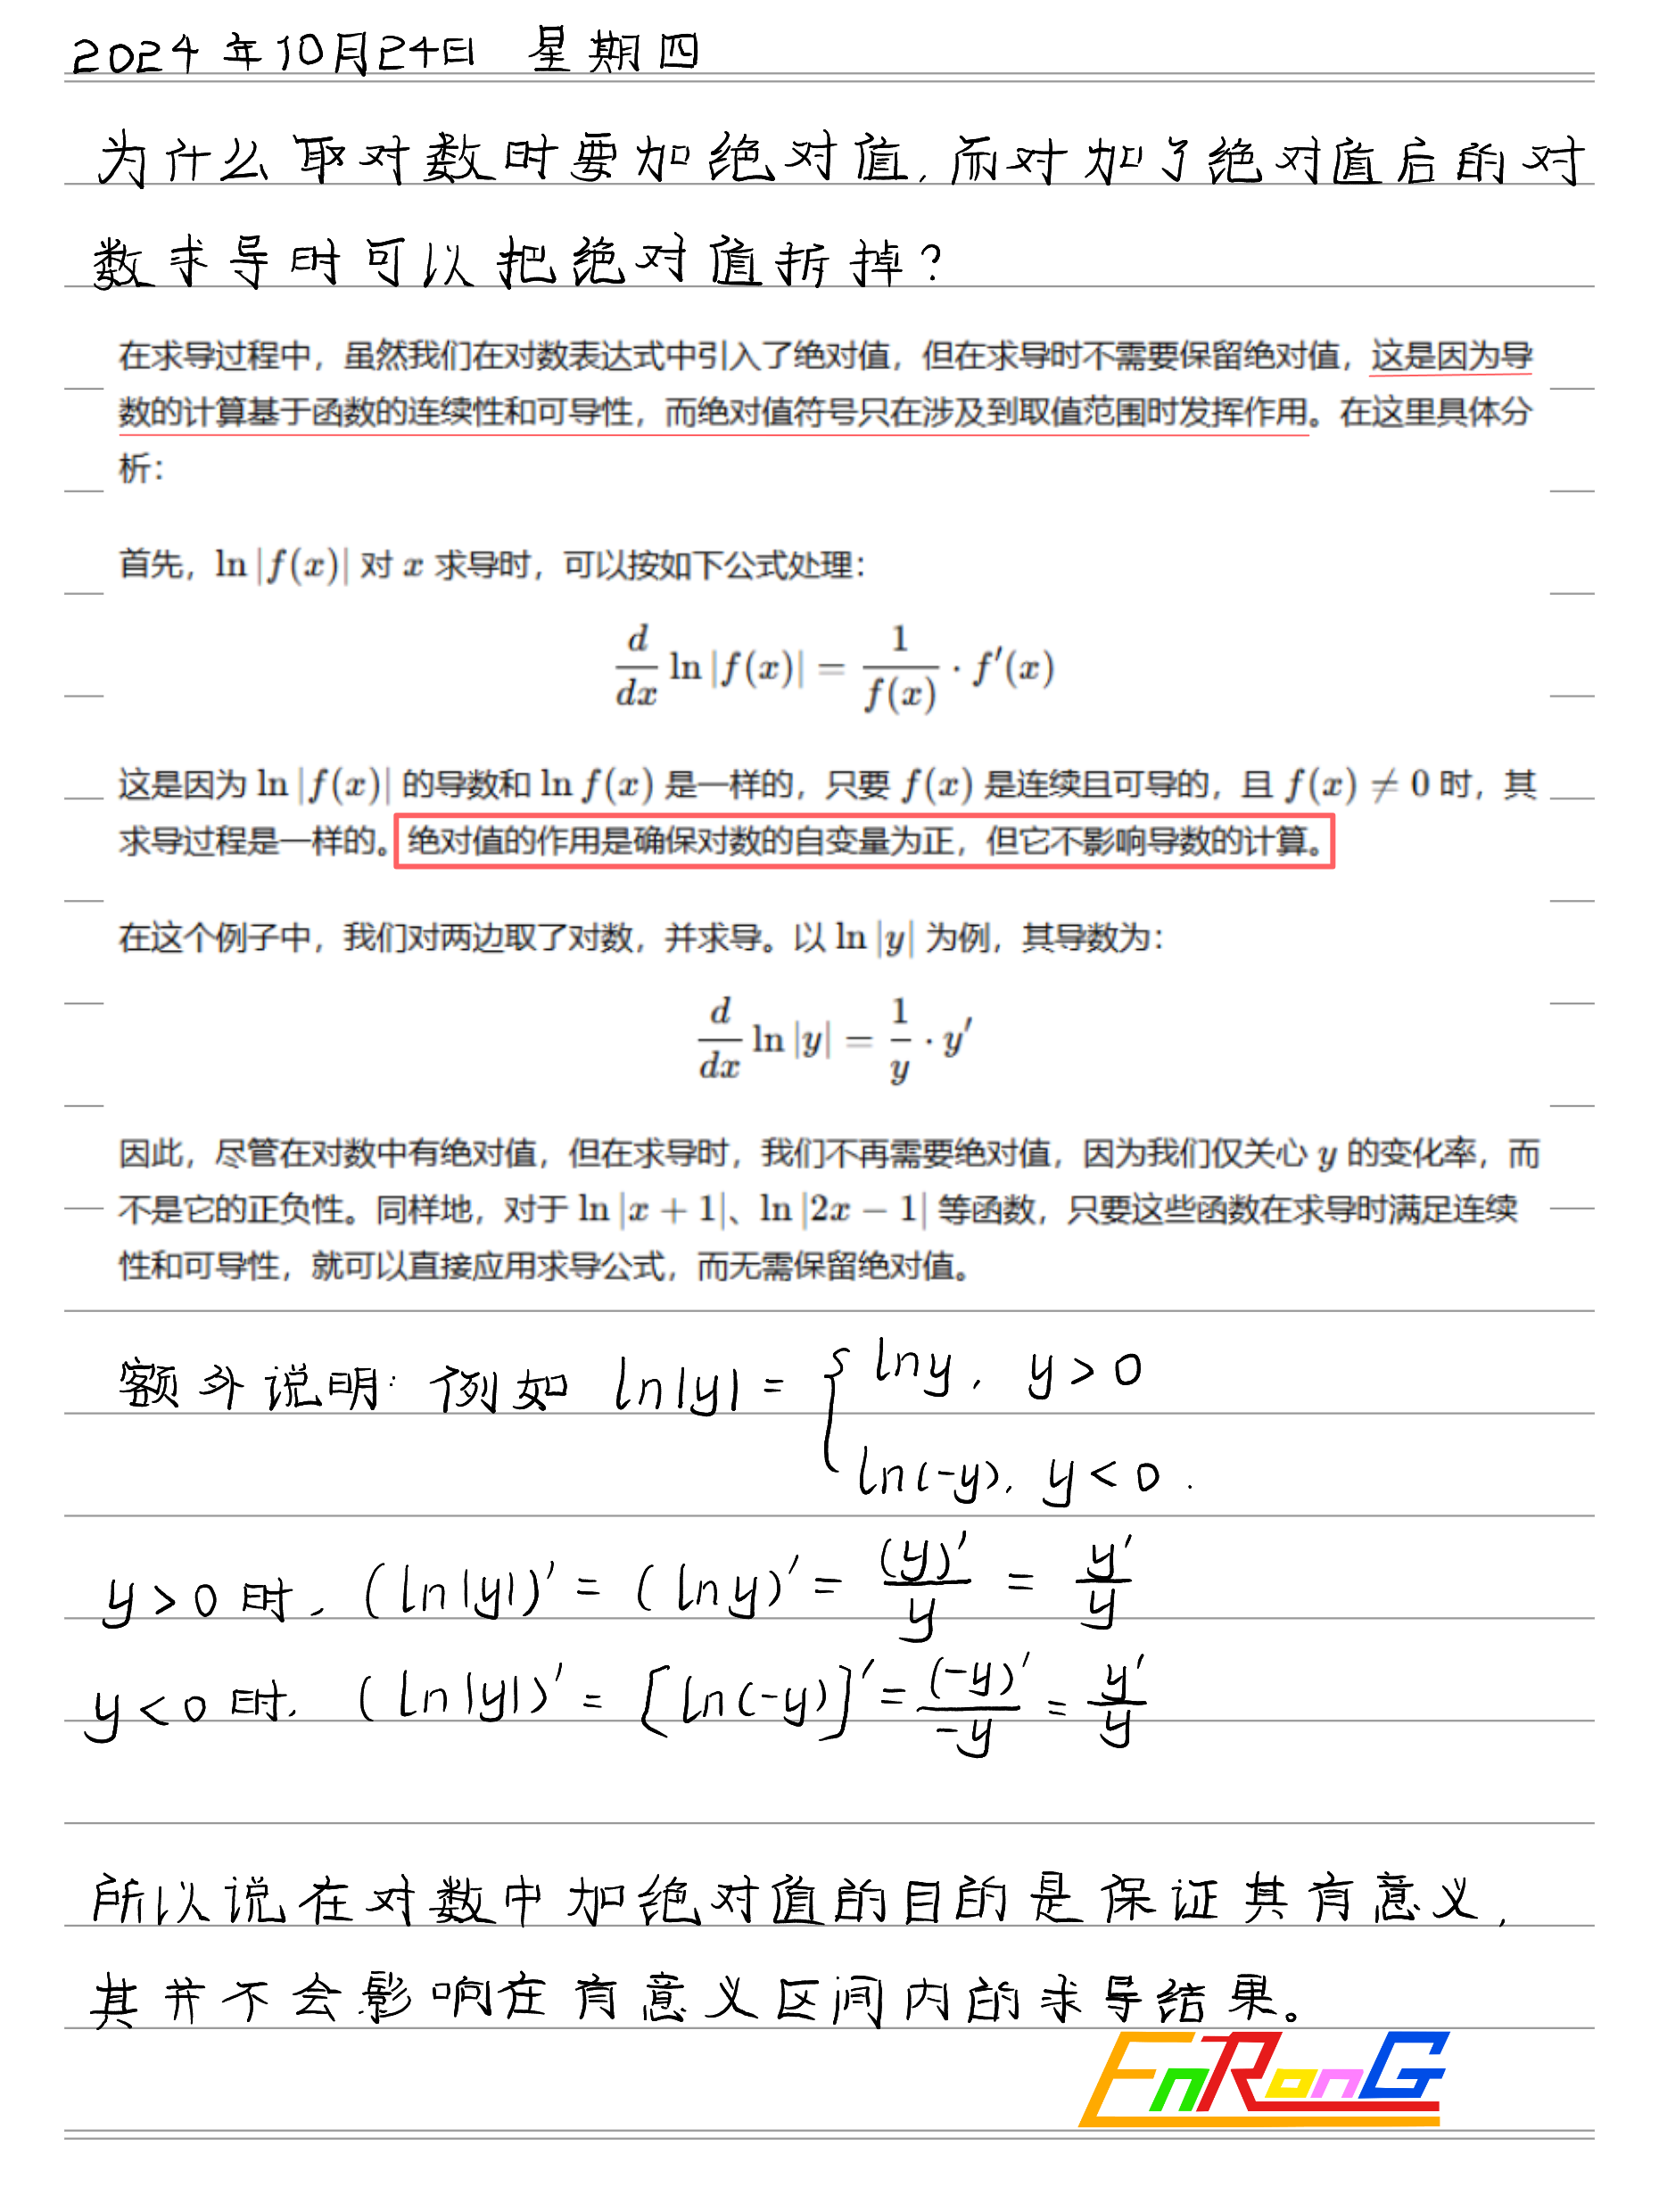 2024年10月24日 星期四
为什么取对数时要加绝对值，而对加了绝对值后的对
数求导时可以把绝对值拆掉？
在求导过程中，虽然我们在对数表达式中引入了绝对值，但在求导时不需要保留绝对值，这是因为导
数的计算基于函数的连续性和可导性，而绝对值符号只在涉及到取值范围时发挥作用。在这里具体分
析：
首先，ln |f(x)| 对 x 求导时，可以按如下公式处理：
d/dx ln |f(x)| = 1/f(x) · f′(x)
这是因为 ln |f(x)| 的导数和 ln f(x) 是一样的，只要 f(x) 是连续且可导的，且 f(x) ≠ 0 时，其
求导过程是一样的。绝对值的作用是确保对数的自变量为正，但它不影响导数的计算。
在这个例子中，我们对两边取了对数，并求导。以 ln |y| 为例，其导数为：
d/dx ln |y| = 1/y · y′
因此，尽管在对数中有绝对值，但在求导时，我们不再需要绝对值，因为我们仅关心 y 的变化率，而
不是它的正负性。同样地，对于 ln |x + 1|、ln |2x − 1| 等函数，只要这些函数在求导时满足连续
性和可导性，就可以直接应用求导公式，而无需保留绝对值。
额外说明：例如 ln|y| = { lny，y > 0
ln(-y)，y < 0.
y > 0 时，(ln|y|)′ = (lny)′ = (y)′/y = y′/y
y < 0 时，(ln|y|)′ = [ln(-y)]′ = (-y)′/-y = y′/y
所以说在对数中加绝对值的目的是保证其有意义，
其并不会影响在有意义区间内的求导结果。
EnRonG